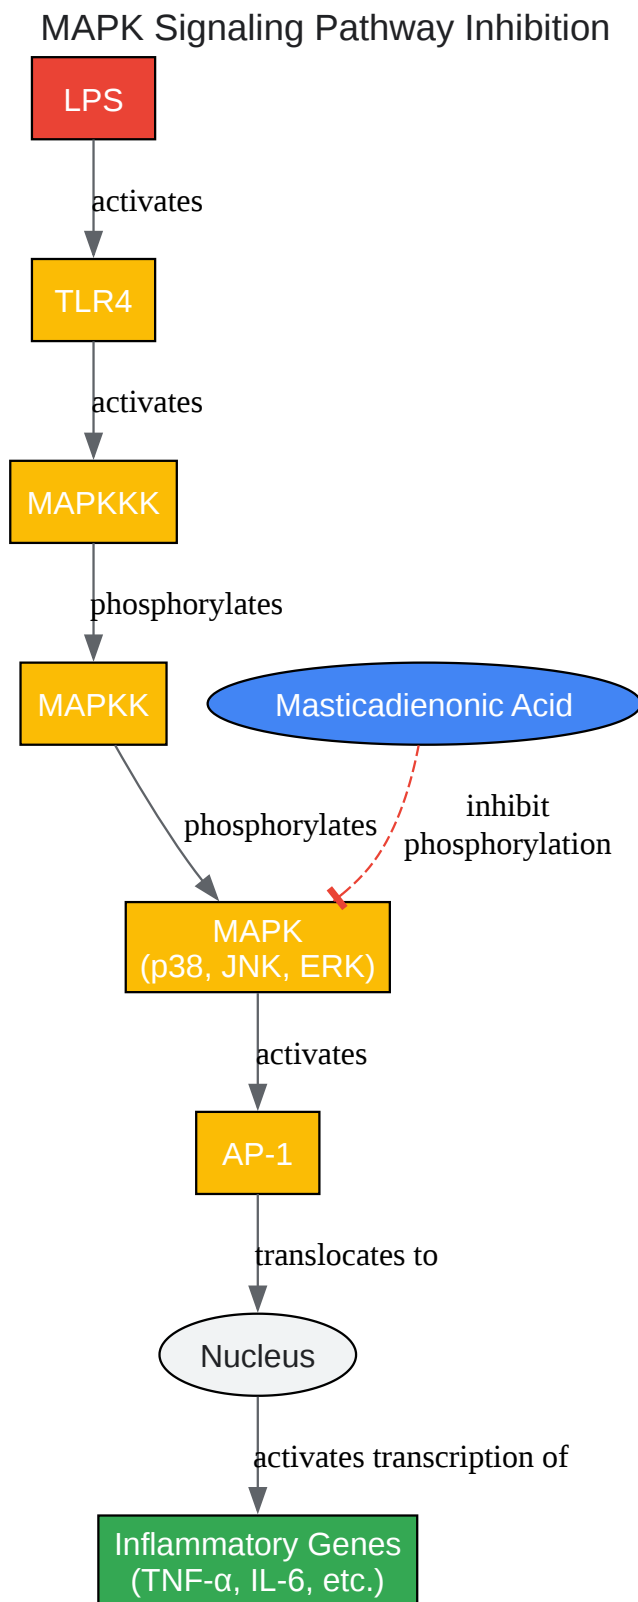 MAPK Signaling Pathway Inhibition
LPS
activates
TLR4
activates
MAPKKK
phosphorylates
MAPKK
Masticadienonic Acid
phosphorylates
inhibit
phosphorylation
MAPK
(p38, JNK, ERK)
activates
AP-1
translocates to
Nucleus
activates transcription of
Inflammatory Genes
(TNF-α, IL-6, etc.)